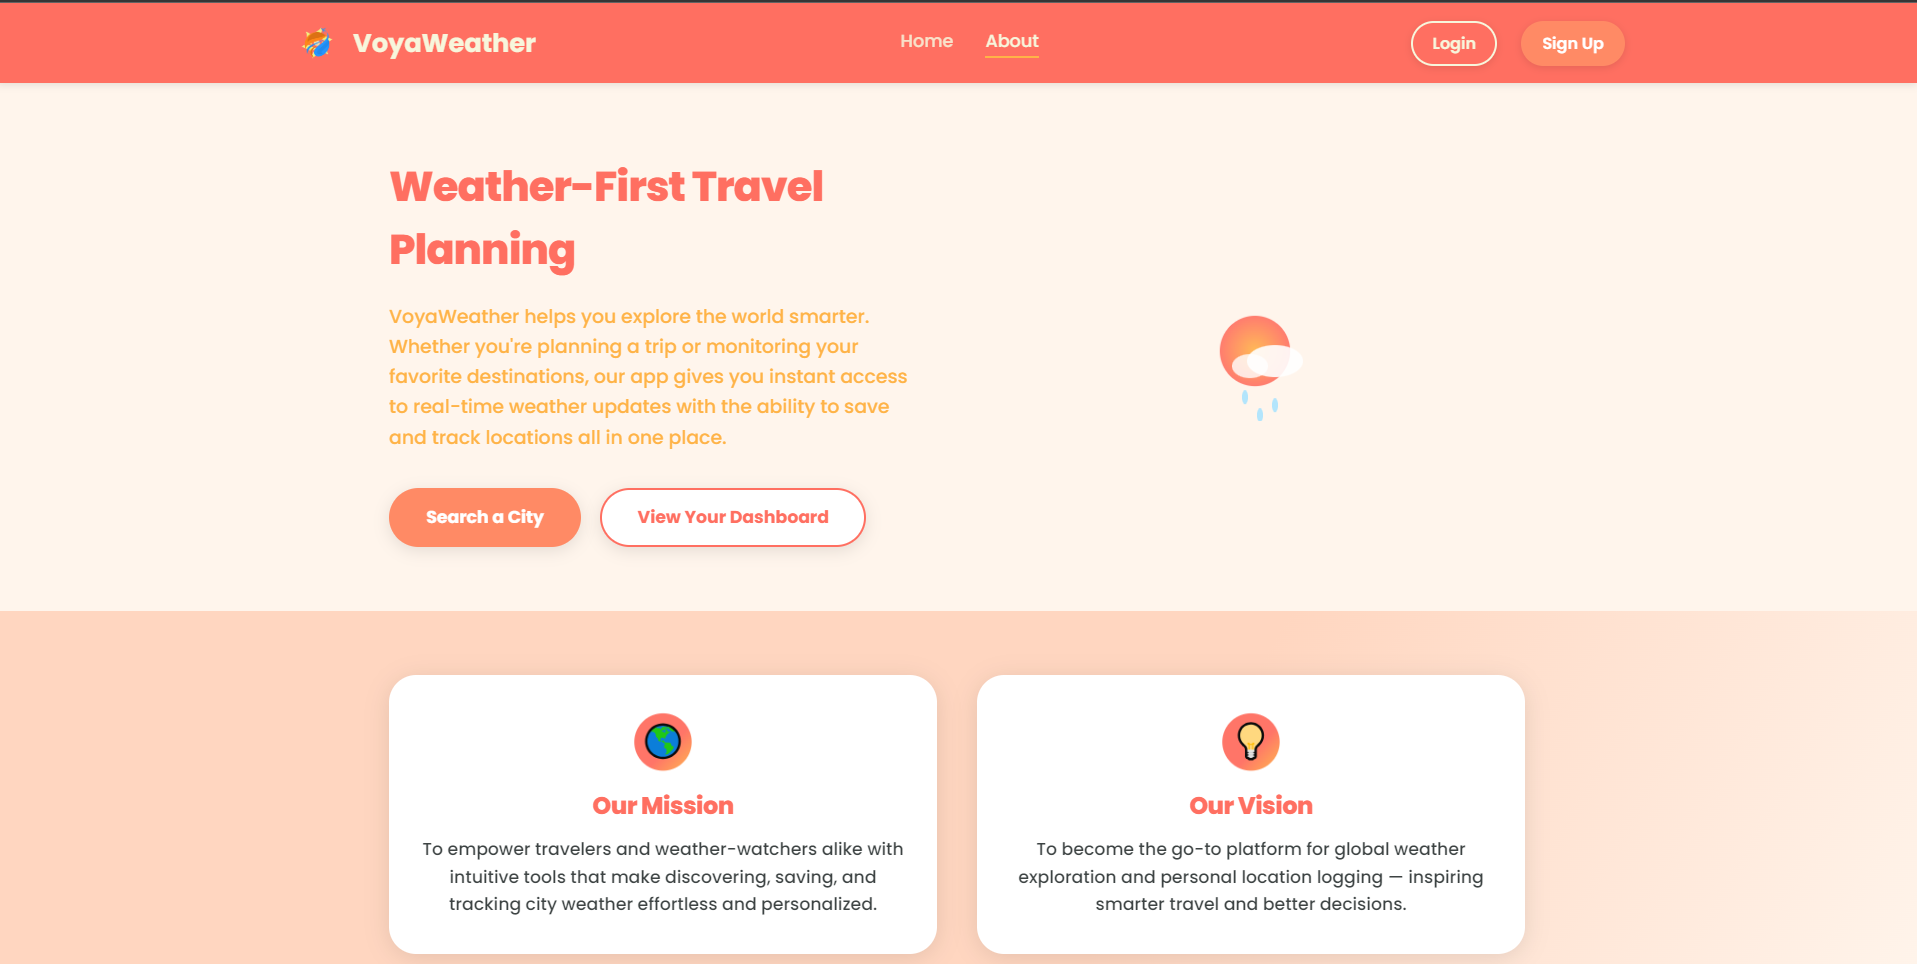 VoyaWeather
Home
About
Login
Sign Up
Weather-First Travel
Planning
VoyaWeather helps you explore the world smarter.
Whether you're planning a trip or monitoring your
favorite destinations, our app gives you instant access
to real-time weather updates with the ability to save
and track locations all in one place.
Search a City
View Your Dashboard
Our Mission
To empower travelers and weather-watchers alike with
intuitive tools that make discovering, saving, and
tracking city weather effortless and personalized.
Our Vision
To become the go-to platform for global weather
exploration and personal location logging — inspiring
smarter travel and better decisions.